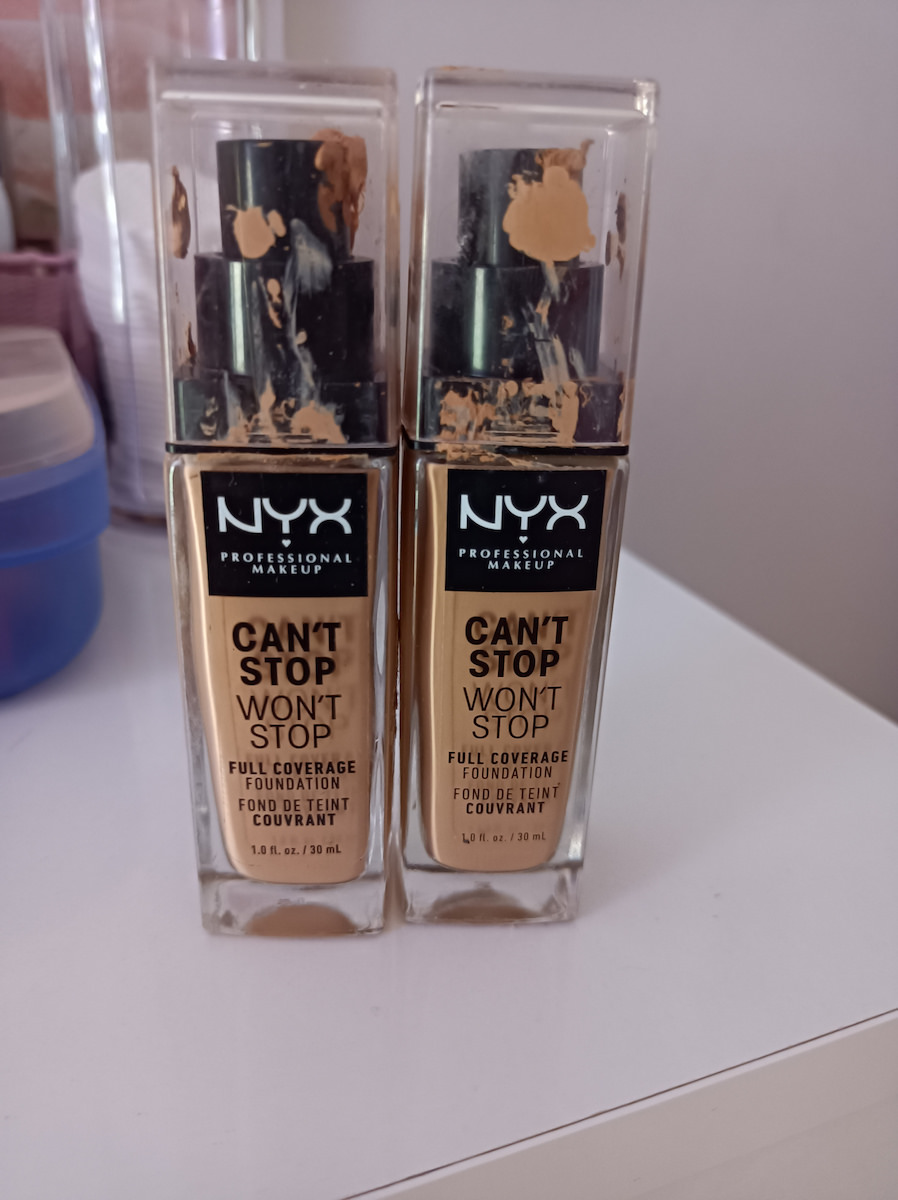 NYX
PROFESSIONAL
MAKEUP
CAN'T
STOP
WON'T
STOP
FULL COVERAGE
FOUNDATION
FOND DE TEINT
COUVRANT
1.0 fl. oz. / 30 mL
NYX
PROFESSIONAL
MAKEUP
CAN'T
STOP
WON'T
STOP
FULL COVERAGE
FOUNDATION
FOND DE TEINT
COUVRANT
1.0 fl. oz. / 30 mL